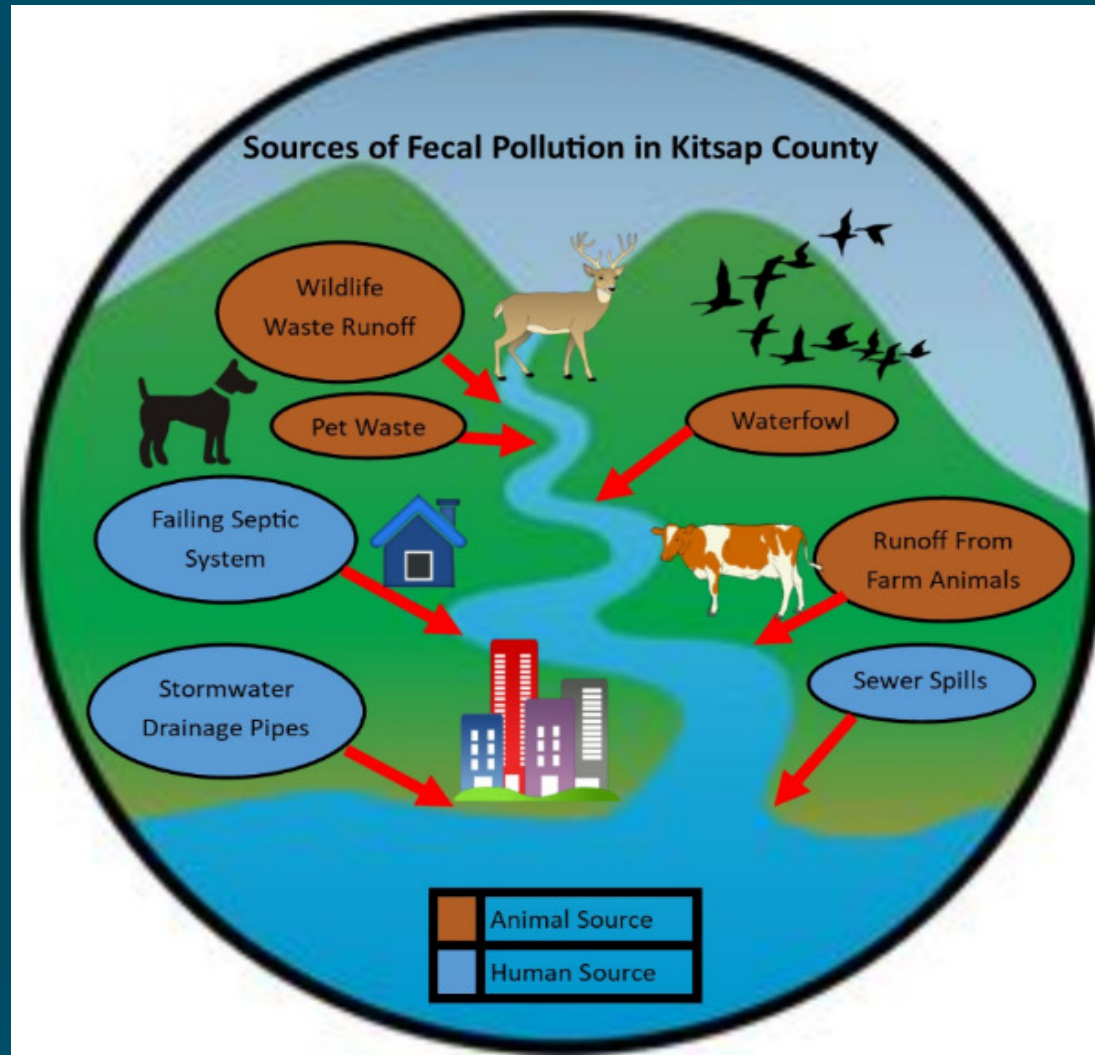 Sources of Fecal Pollution in Kitsap County
Wildlife
Waste Runoff
Pet Waste
Waterfowl
Failing Septic
System
Runoff From
Farm Animals
Stormwater
Drainage Pipes
Sewer Spills
Animal Source
Human Source